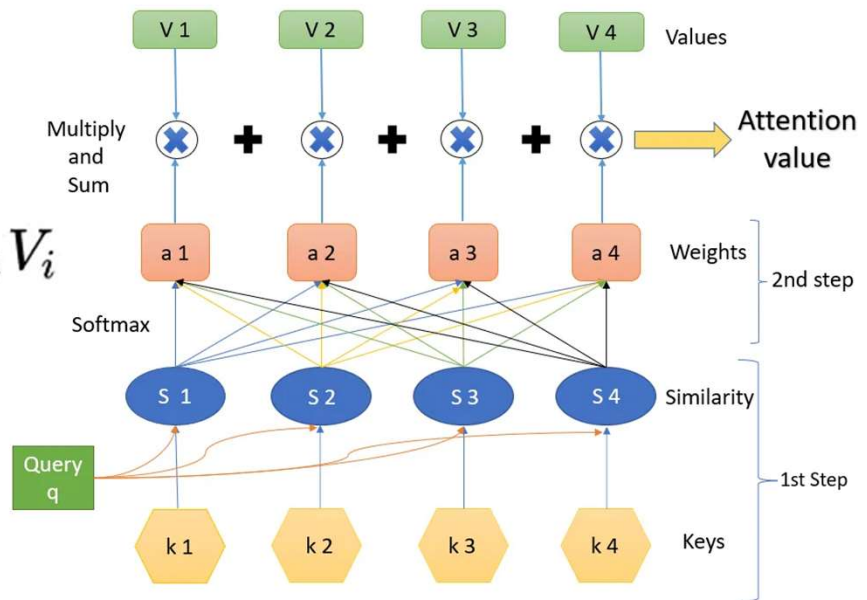 V 1
V 2
V 3
V 4
Values
Multiply
and
Sum
Attention
value
V_i
a 1
a 2
a 3
a 4
Weights
2nd step
Softmax
S 1
S 2
S 3
S 4
Similarity
Query
q
1st Step
k 1
k 2
k 3
k 4
Keys